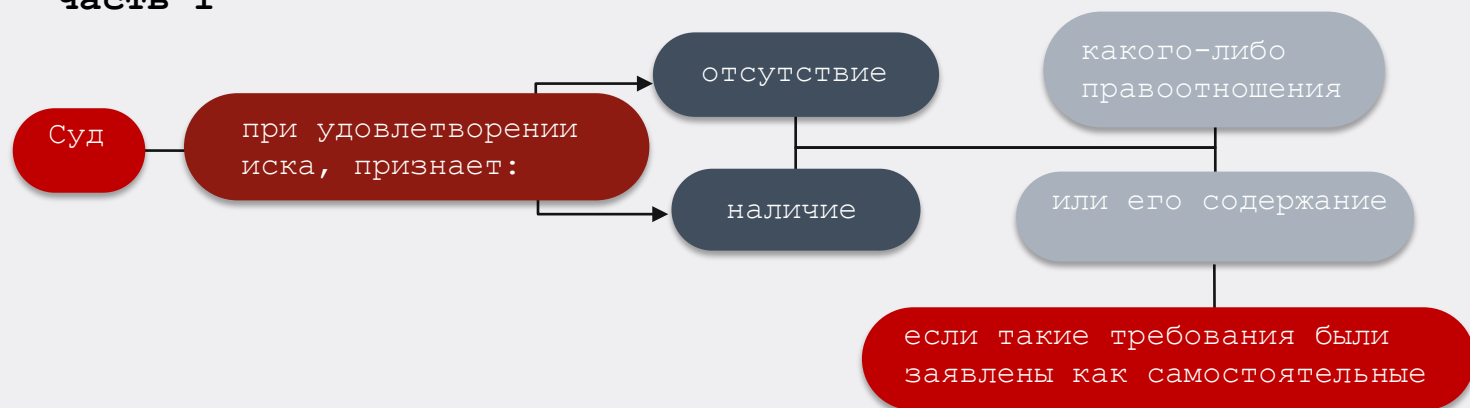 часть 1
Суд
при удовлетворении
иска, признает:
отсутствие
наличие
какого-либо
правоотношения
или его содержание
если такие требования были
заявлены как самостоятельные